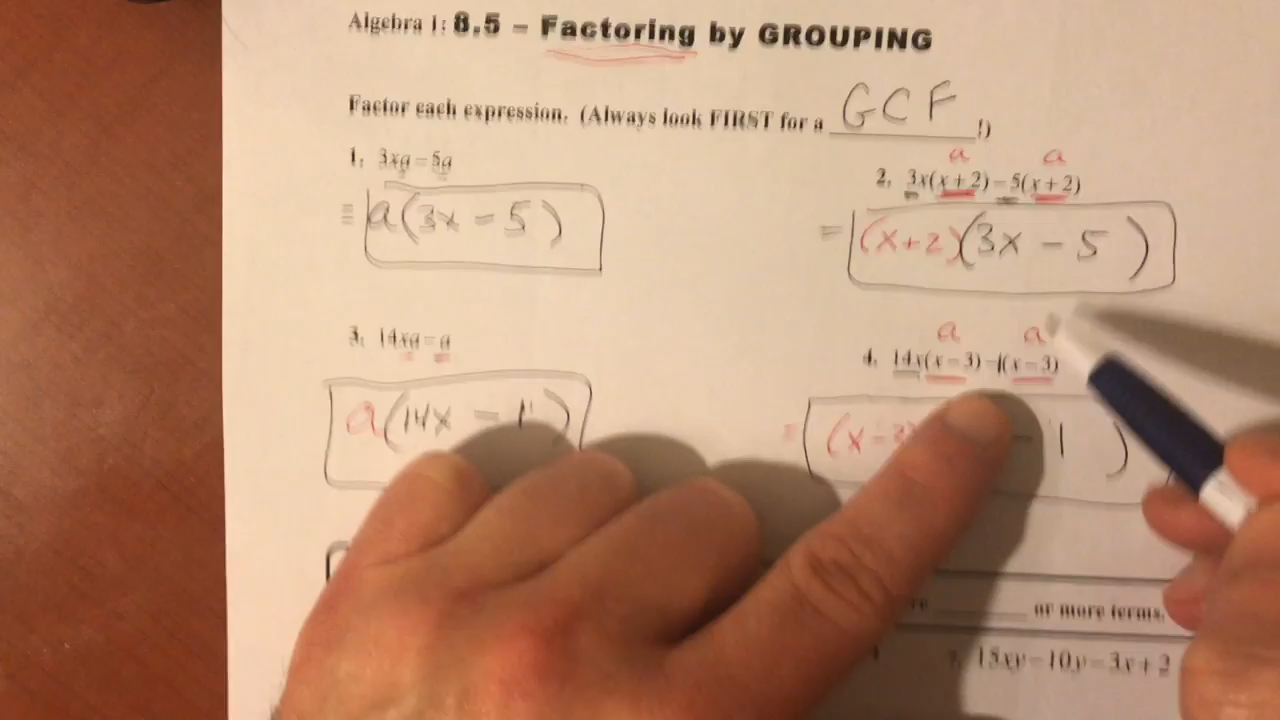 Algebra 1: 8.5 – Factoring by GROUPING
Factor each expression. (Always look FIRST for a GCF!)
1. 3xa – 5a
= a(3x – 5)
a a
2. 3x(x + 2) – 5(x + 2)
= (x+2)(3x – 5)
3. 14xa – a
a(14x – 1)
a a
4. 14x(x – 3) – 1(x – 3)
= (x – 3 – 1 )
or more terms.
7. 15xy – 10y – 3x + 2